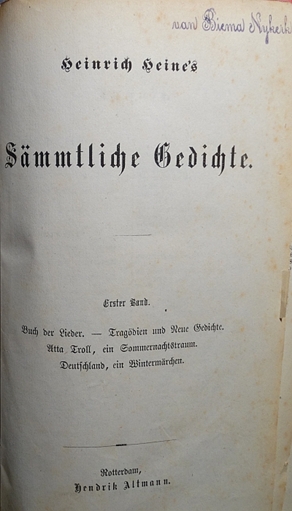 van Biema Nykerk
Heinrich Heine's
Sämmtliche Gedichte.
Erster Band.
Buch der Lieder. — Tragödien und Neue Gedichte.
Atta Troll, ein Sommernachtstraum.
Deutschland, ein Wintermärchen.
Rotterdam,
Hendrik Altmann.